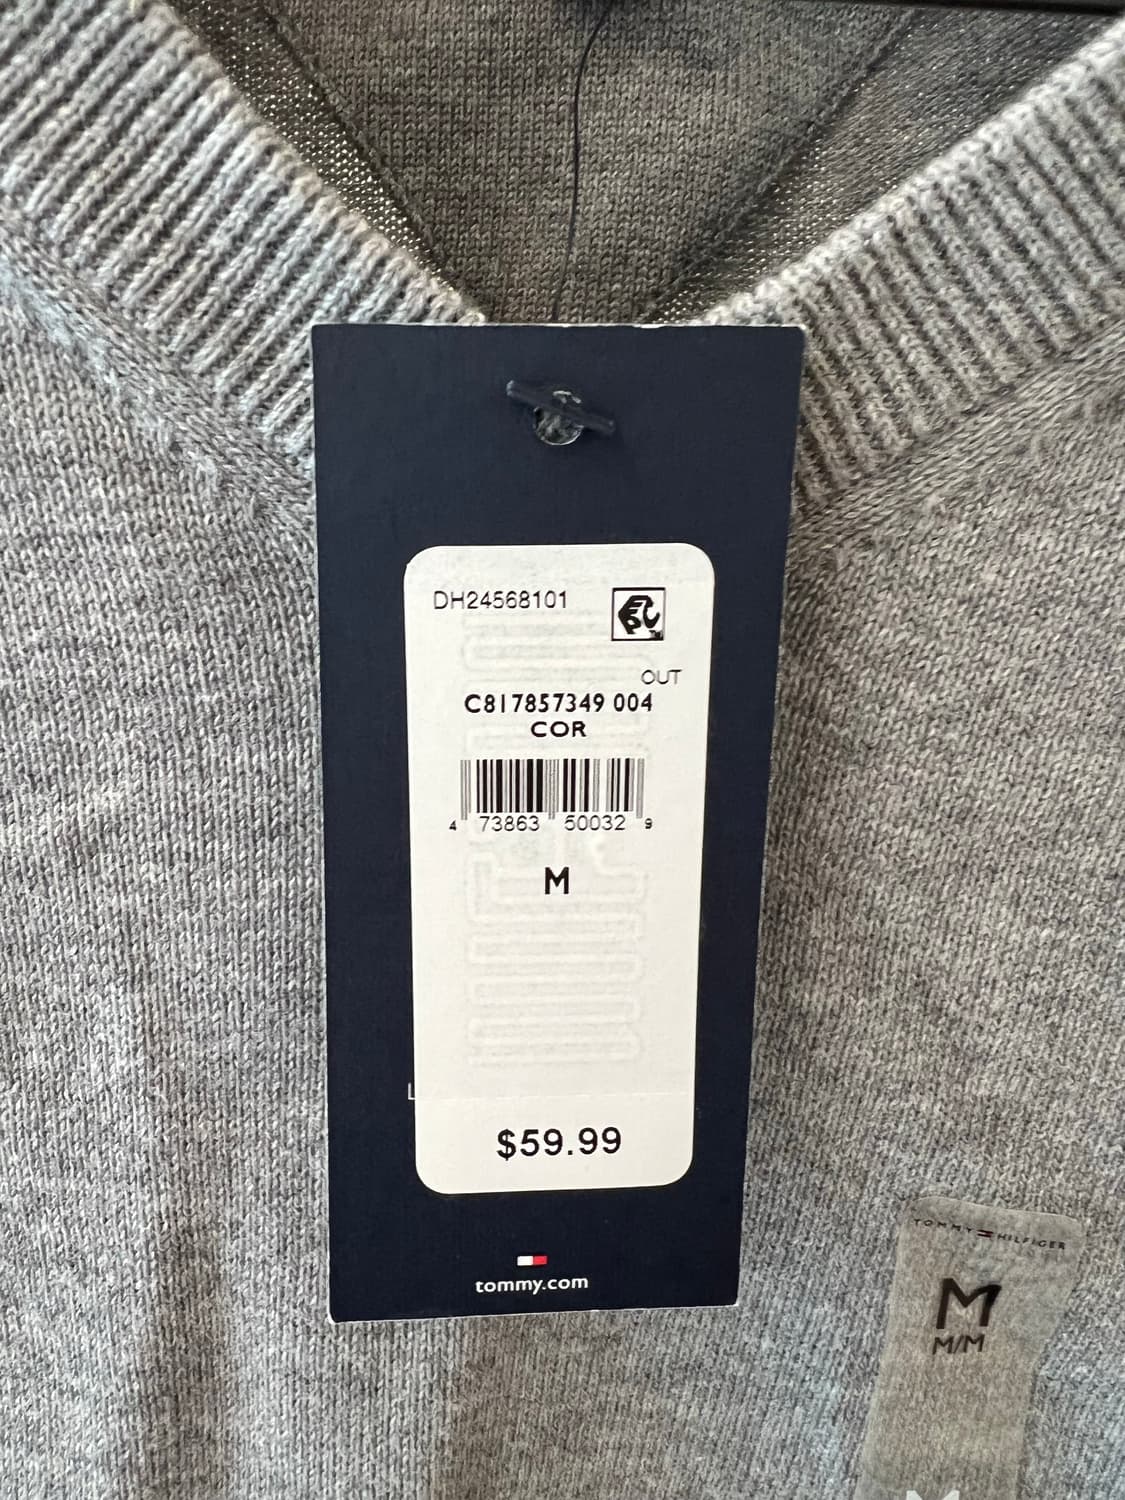 DH24568101
OUT
C817857349 004
COR
4 73863 50032 9
M
$59.99
tommy.com
TOMMY HILFIGER
M
M/M